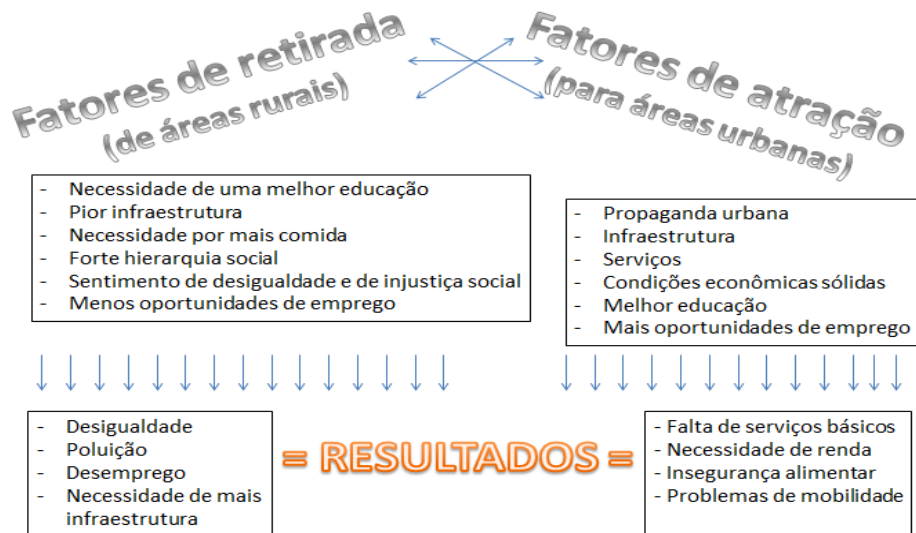 Fatores de retirada
(de áreas rurais)
Fatores de atração
(para áreas urbanas)
- Necessidade de uma melhor educação
- Pior infraestrutura
- Necessidade por mais comida
- Forte hierarquia social
- Sentimento de desigualdade e de injustiça social
- Menos oportunidades de emprego
- Propaganda urbana
- Infraestrutura
- Serviços
- Condições econômicas sólidas
- Melhor educação
- Mais oportunidades de emprego
- Desigualdade
- Poluição
- Desemprego
- Necessidade de mais
infraestrutura
= RESULTADOS =
- Falta de serviços básicos
- Necessidade de renda
- Insegurança alimentar
- Problemas de mobilidade